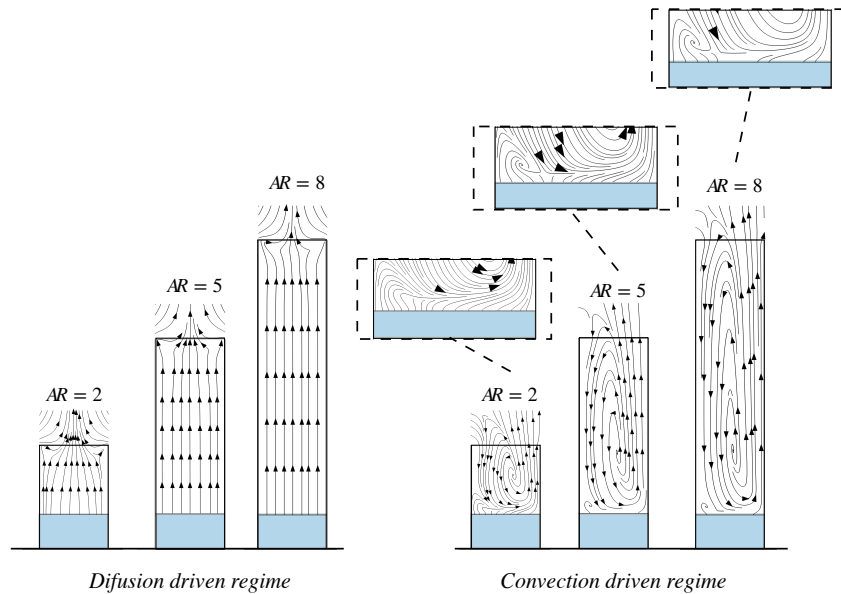 AR = 8
AR = 5
AR = 2
AR = 8
AR = 5
AR = 2
Difusion driven regime
Convection driven regime